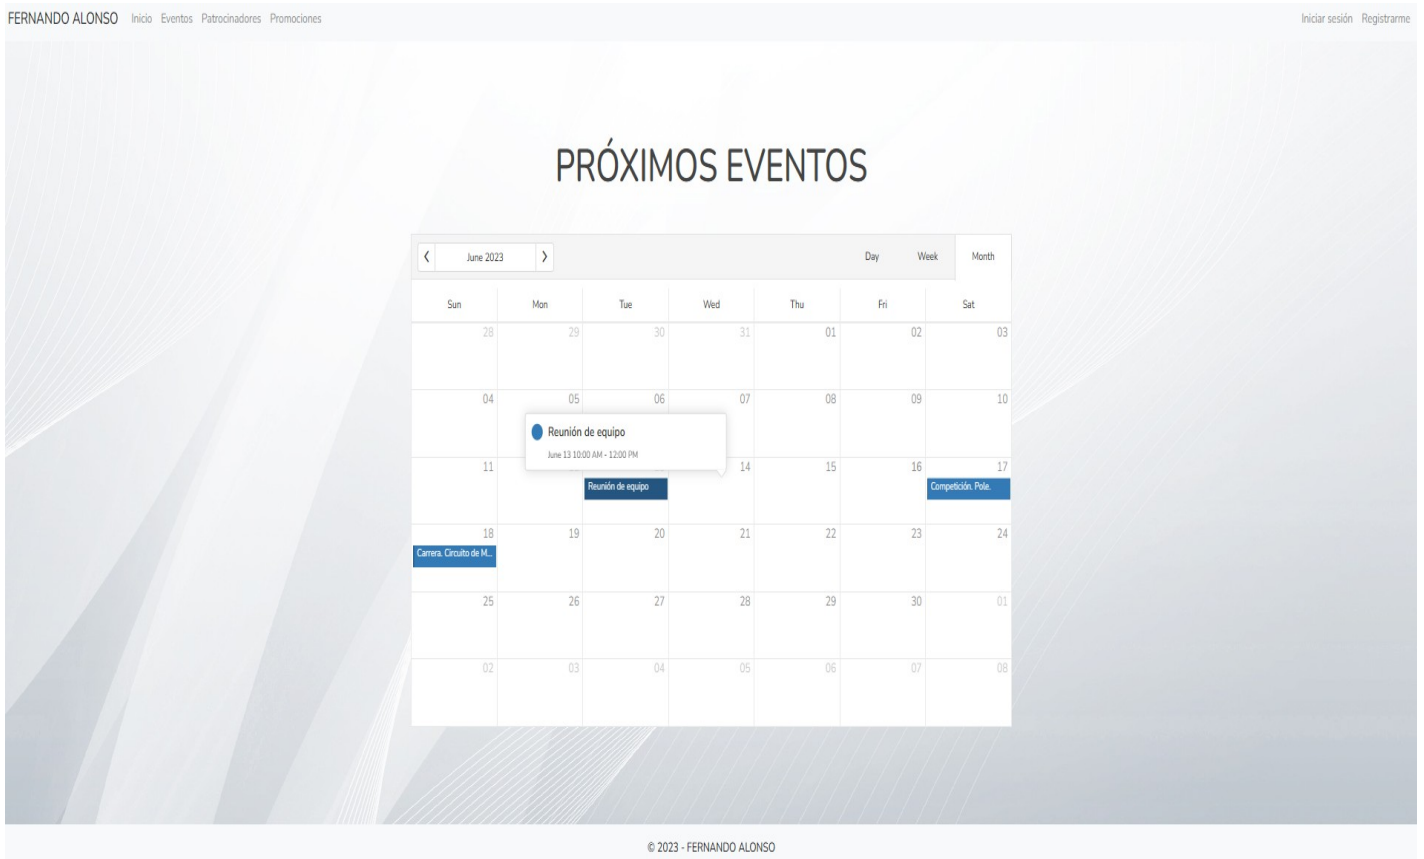 FERNANDO ALONSO Inicio Eventos Patrocinadores Promociones Iniciar sesión Registrarme
PRÓXIMOS EVENTOS
June 2023 Day Week Month
Sun Mon Tue Wed Thu Fri Sat
28 29 30 31 01 02 03
04 05 06 07 08 09 10
Reunión de equipo
June 13 10:00 AM - 12:00 PM
11 14 15 16 17
Reunión de equipo Competición. Pole.
18 19 20 21 22 23 24
Carrera. Circuito de M...
25 26 27 28 29 30 01
02 03 04 05 06 07 08
© 2023 - FERNANDO ALONSO